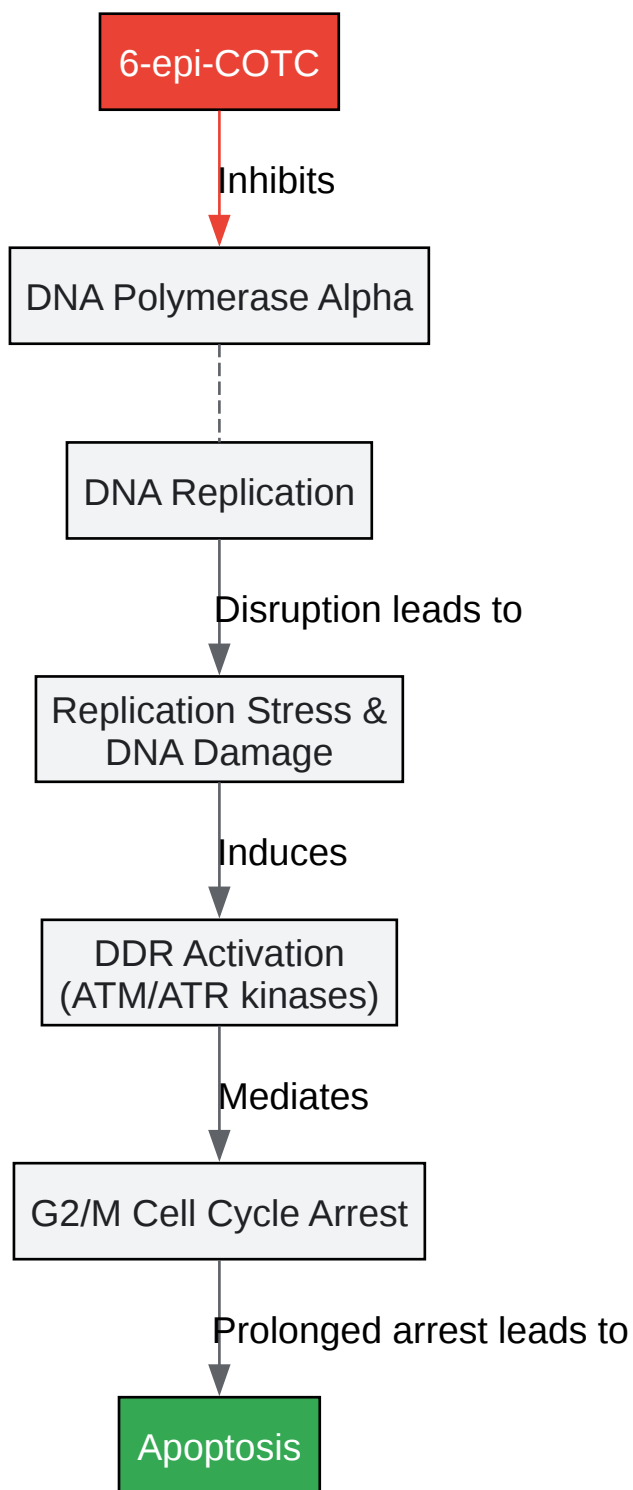 6-epi-COTC
Inhibits
DNA Polymerase Alpha
DNA Replication
Disruption leads to
Replication Stress &
DNA Damage
Induces
DDR Activation
(ATM/ATR kinases)
Mediates
G2/M Cell Cycle Arrest
Prolonged arrest leads to
Apoptosis